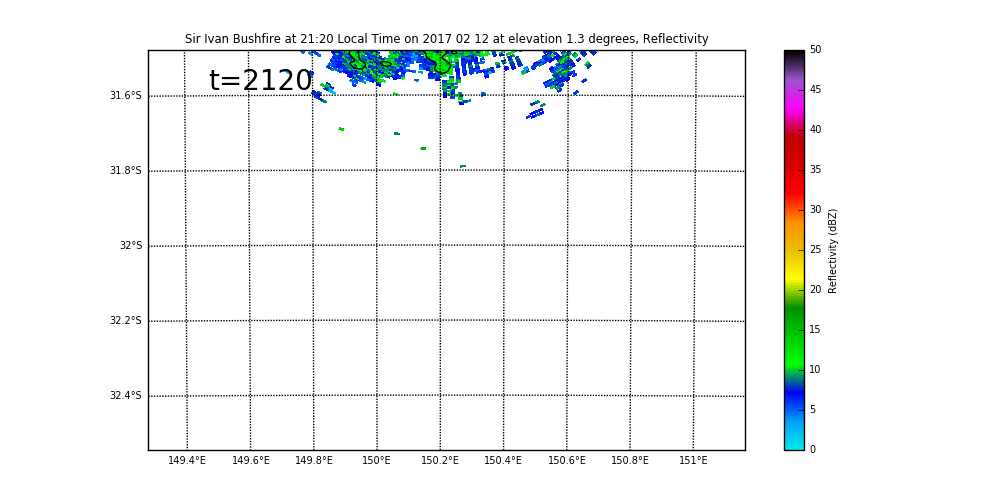 Sir Ivan Bushfire at 21:20 Local Time on 2017 02 12 at elevation 1.3 degrees, Reflectivity
t=2120
31.6°S
31.8°S
32°S
32.2°S
32.4°S
149.4°E 149.6°E 149.8°E 150°E 150.2°E 150.4°E 150.6°E 150.8°E 151°E
50
45
40
35
30
25
20
15
10
5
0
Reflectivity (dBZ)